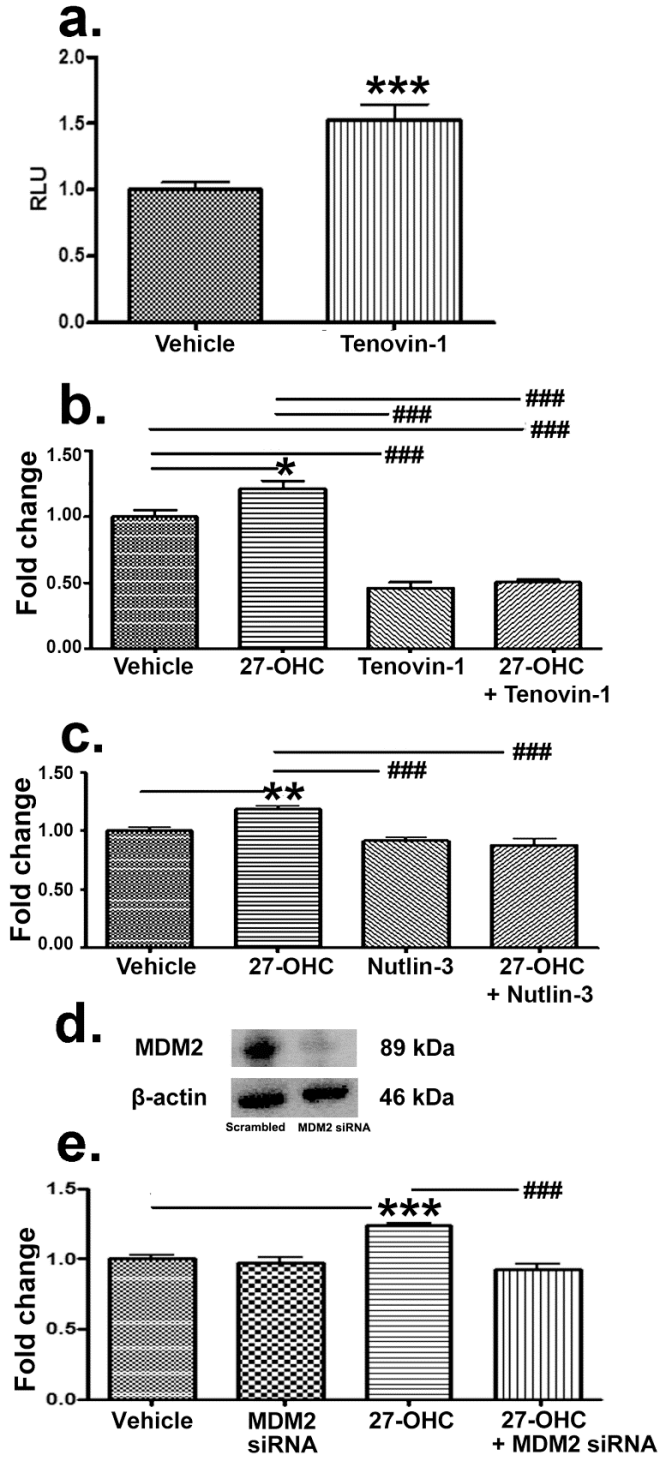 a.
2.0
***
1.5
RLU
1.0
0.5
0.0
Vehicle Tenovin-1
b.
###
###
###
###
*
1.50
Fold change
1.00
0.50
0.00
Vehicle 27-OHC Tenovin-1 27-OHC
+ Tenovin-1
c.
###
###
**
1.50
Fold change
1.00
0.50
0.00
Vehicle 27-OHC Nutlin-3 27-OHC
+ Nutlin-3
d.
MDM2 89 kDa
β-actin 46 kDa
Scrambled MDM2 siRNA
e.
###
***
1.5
Fold change
1.0
0.5
0.0
Vehicle MDM2 27-OHC 27-OHC
siRNA + MDM2 siRNA